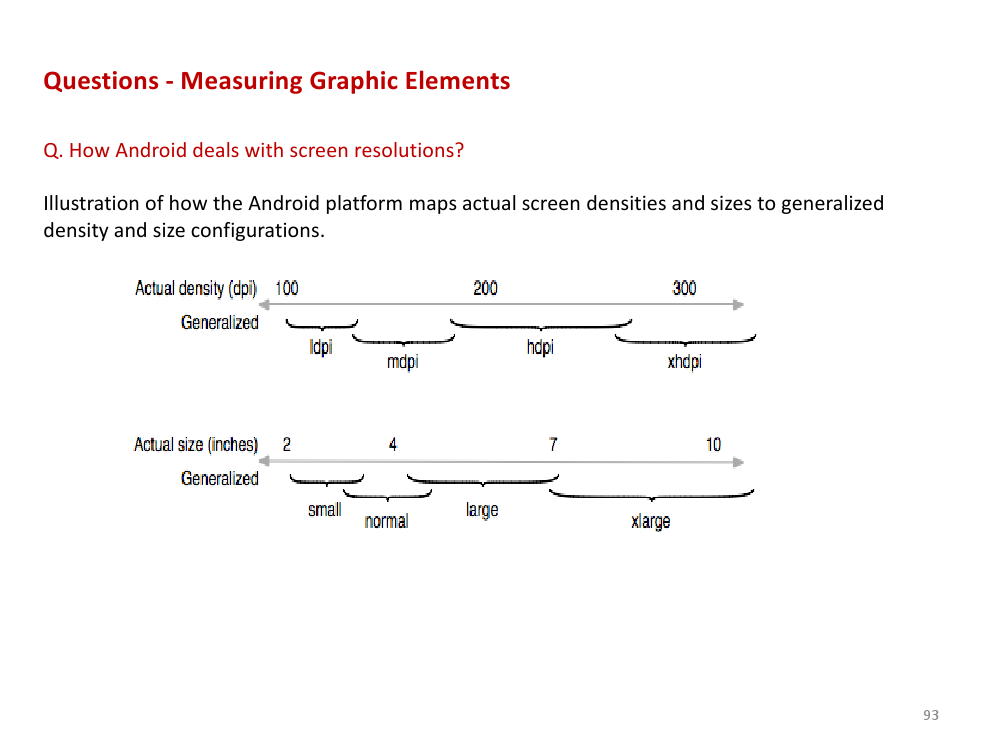 Questions - Measuring Graphic Elements
Q. How Android deals with screen resolutions?
Illustration of how the Android platform maps actual screen densities and sizes to generalized
density and size configurations.
Actual density (dpi) 100 200 300
Generalized
ldpi mdpi hdpi xhdpi
Actual size (inches) 2 4 7 10
Generalized
small normal large xlarge
93